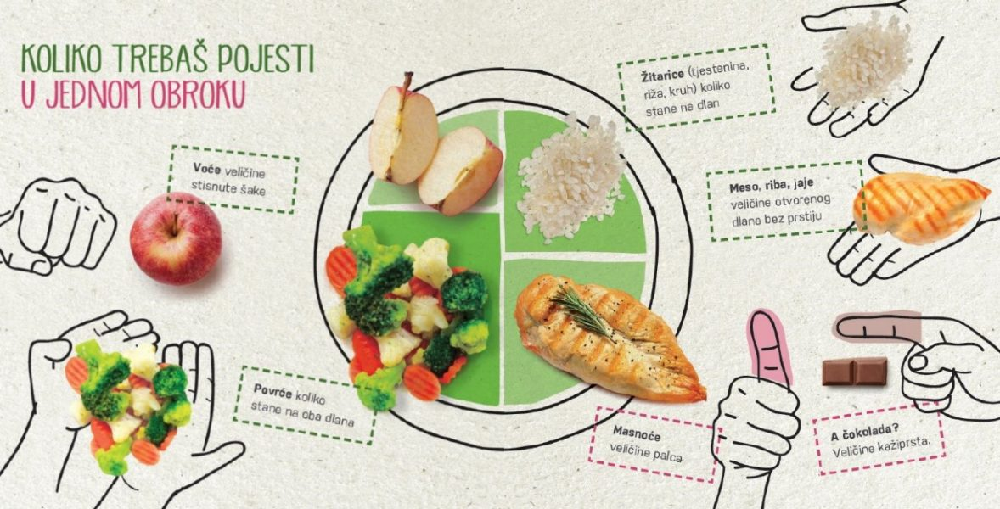 KOLIKO TREBAŠ POJESTI
U JEDNOM OBROKU
Voće veličine
stisnute šake
Povrće koliko
stane na oba dlana
Žitarice (tjestenina,
riža, kruh) koliko
stane na dlan
Meso, riba, jaje
veličine otvorenog
dlana bez prstiju
Masnoće
veličine palca
A čokolada?
Veličine kažiprsta.